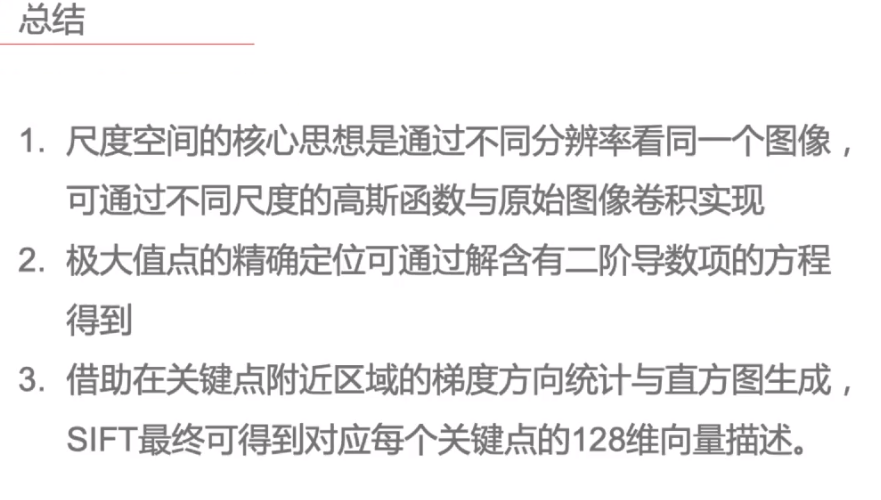 总结
1. 尺度空间的核心思想是通过不同分辨率看同一个图像，
可通过不同尺度的高斯函数与原始图像卷积实现
2. 极大值点的精确定位可通过解含有二阶导数项的方程
得到
3. 借助在关键点附近区域的梯度方向统计与直方图生成，
SIFT最终可得到对应每个关键点的128维向量描述。